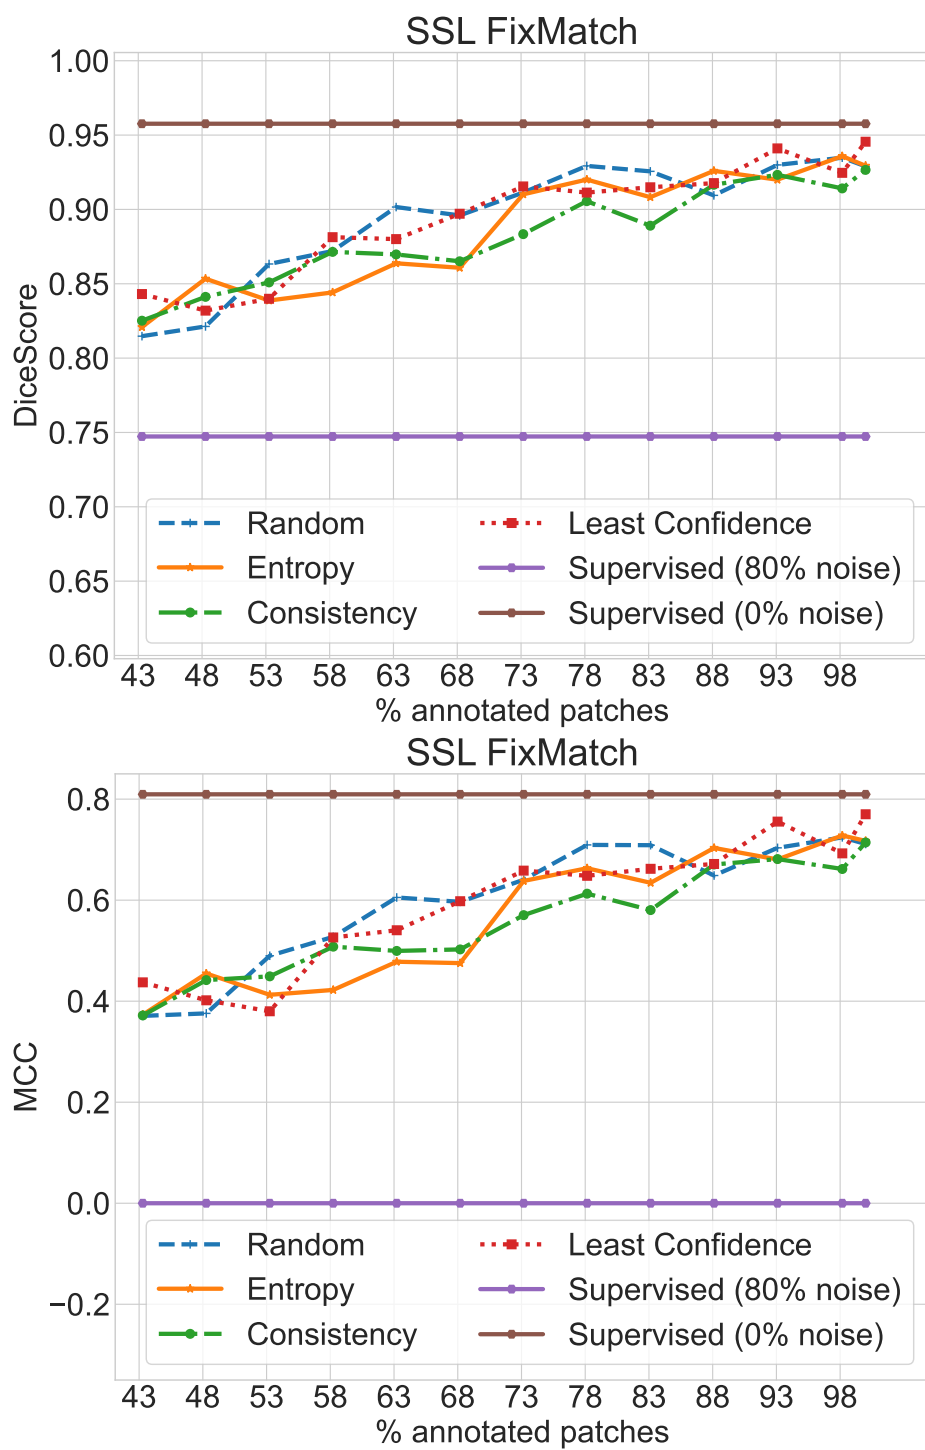 SSL FixMatch
1.00
0.95
0.90
0.85
0.80
0.75
0.70
0.65
0.60
DiceScore
Random
Entropy
Consistency
Least Confidence
Supervised (80% noise)
Supervised (0% noise)
43 48 53 58 63 68 73 78 83 88 93 98
% annotated patches
SSL FixMatch
0.8
0.6
0.4
0.2
0.0
−0.2
MCC
Random
Entropy
Consistency
Least Confidence
Supervised (80% noise)
Supervised (0% noise)
43 48 53 58 63 68 73 78 83 88 93 98
% annotated patches